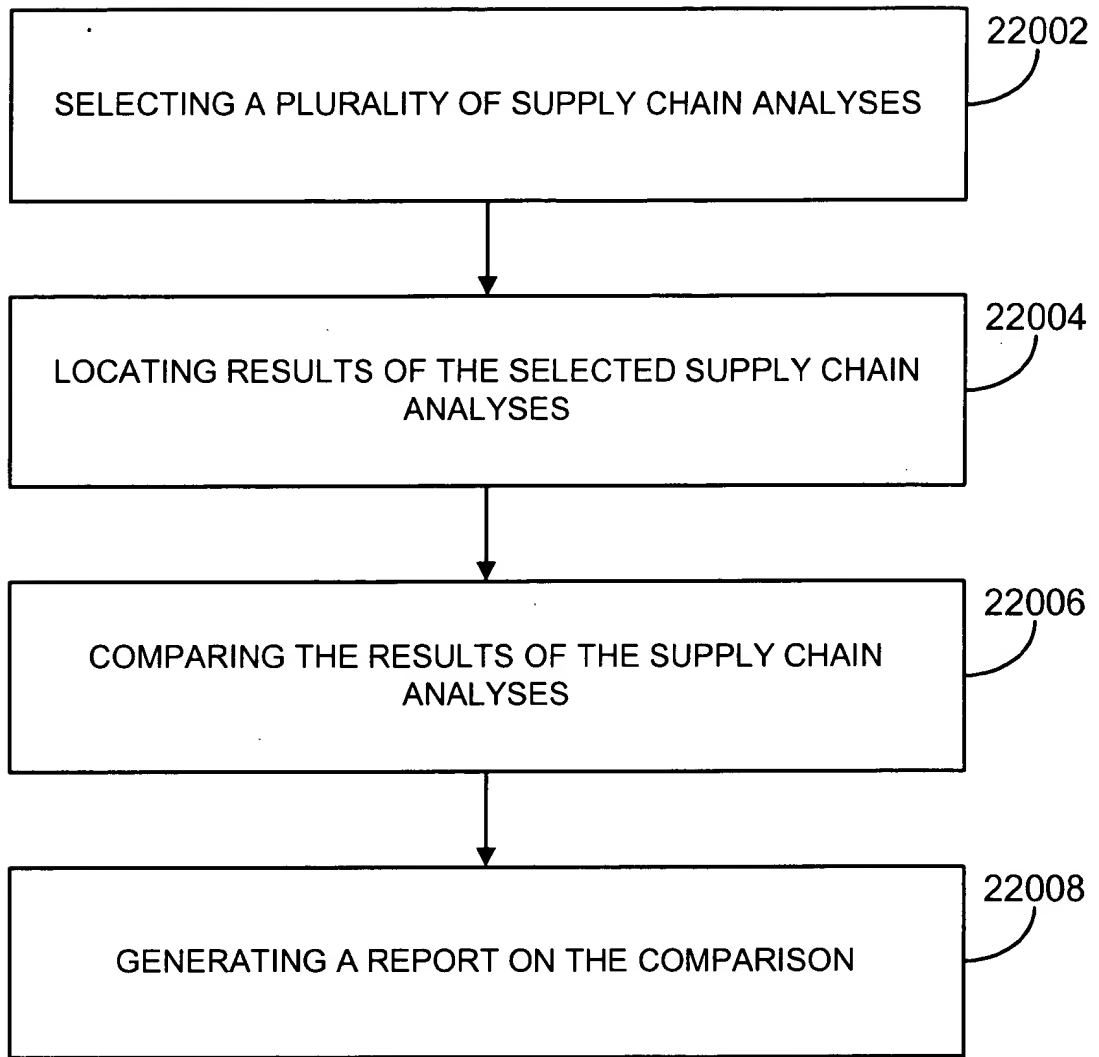 22002
SELECTING A PLURALITY OF SUPPLY CHAIN ANALYSES
22004
LOCATING RESULTS OF THE SELECTED SUPPLY CHAIN
ANALYSES
22006
COMPARING THE RESULTS OF THE SUPPLY CHAIN
ANALYSES
22008
GENERATING A REPORT ON THE COMPARISON